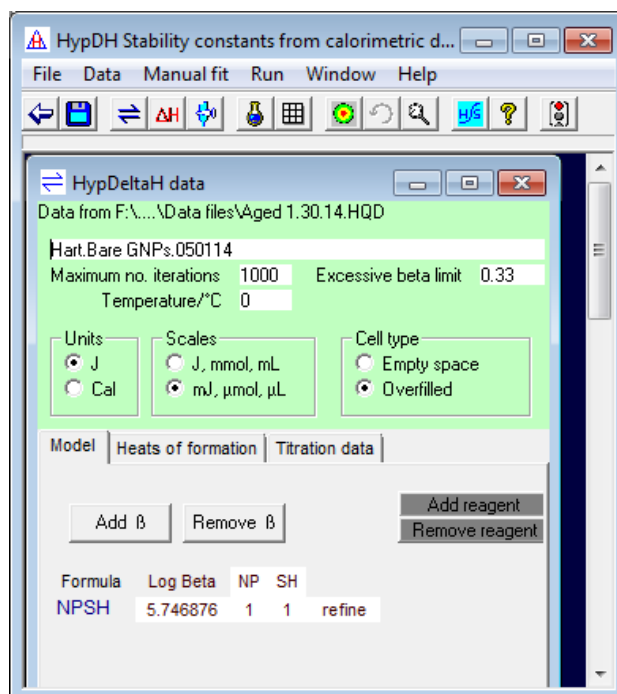 HypDH Stability constants from calorimetric d...
File Data Manual fit Run Window Help
ΔH H/G ?
HypDeltaH data
Data from F:\....\Data files\Aged 1.30.14.HQD
Hart.Bare GNPs.050114
Maximum no. iterations 1000 Excessive beta limit 0.33
Temperature/°C 0
Units Scales Cell type
J J, mmol, mL Empty space
Cal mJ, µmol, µL Overfilled
Model Heats of formation Titration data
Add ß Remove ß Add reagent
Remove reagent
Formula Log Beta NP SH
NPSH 5.746876 1 1 refine